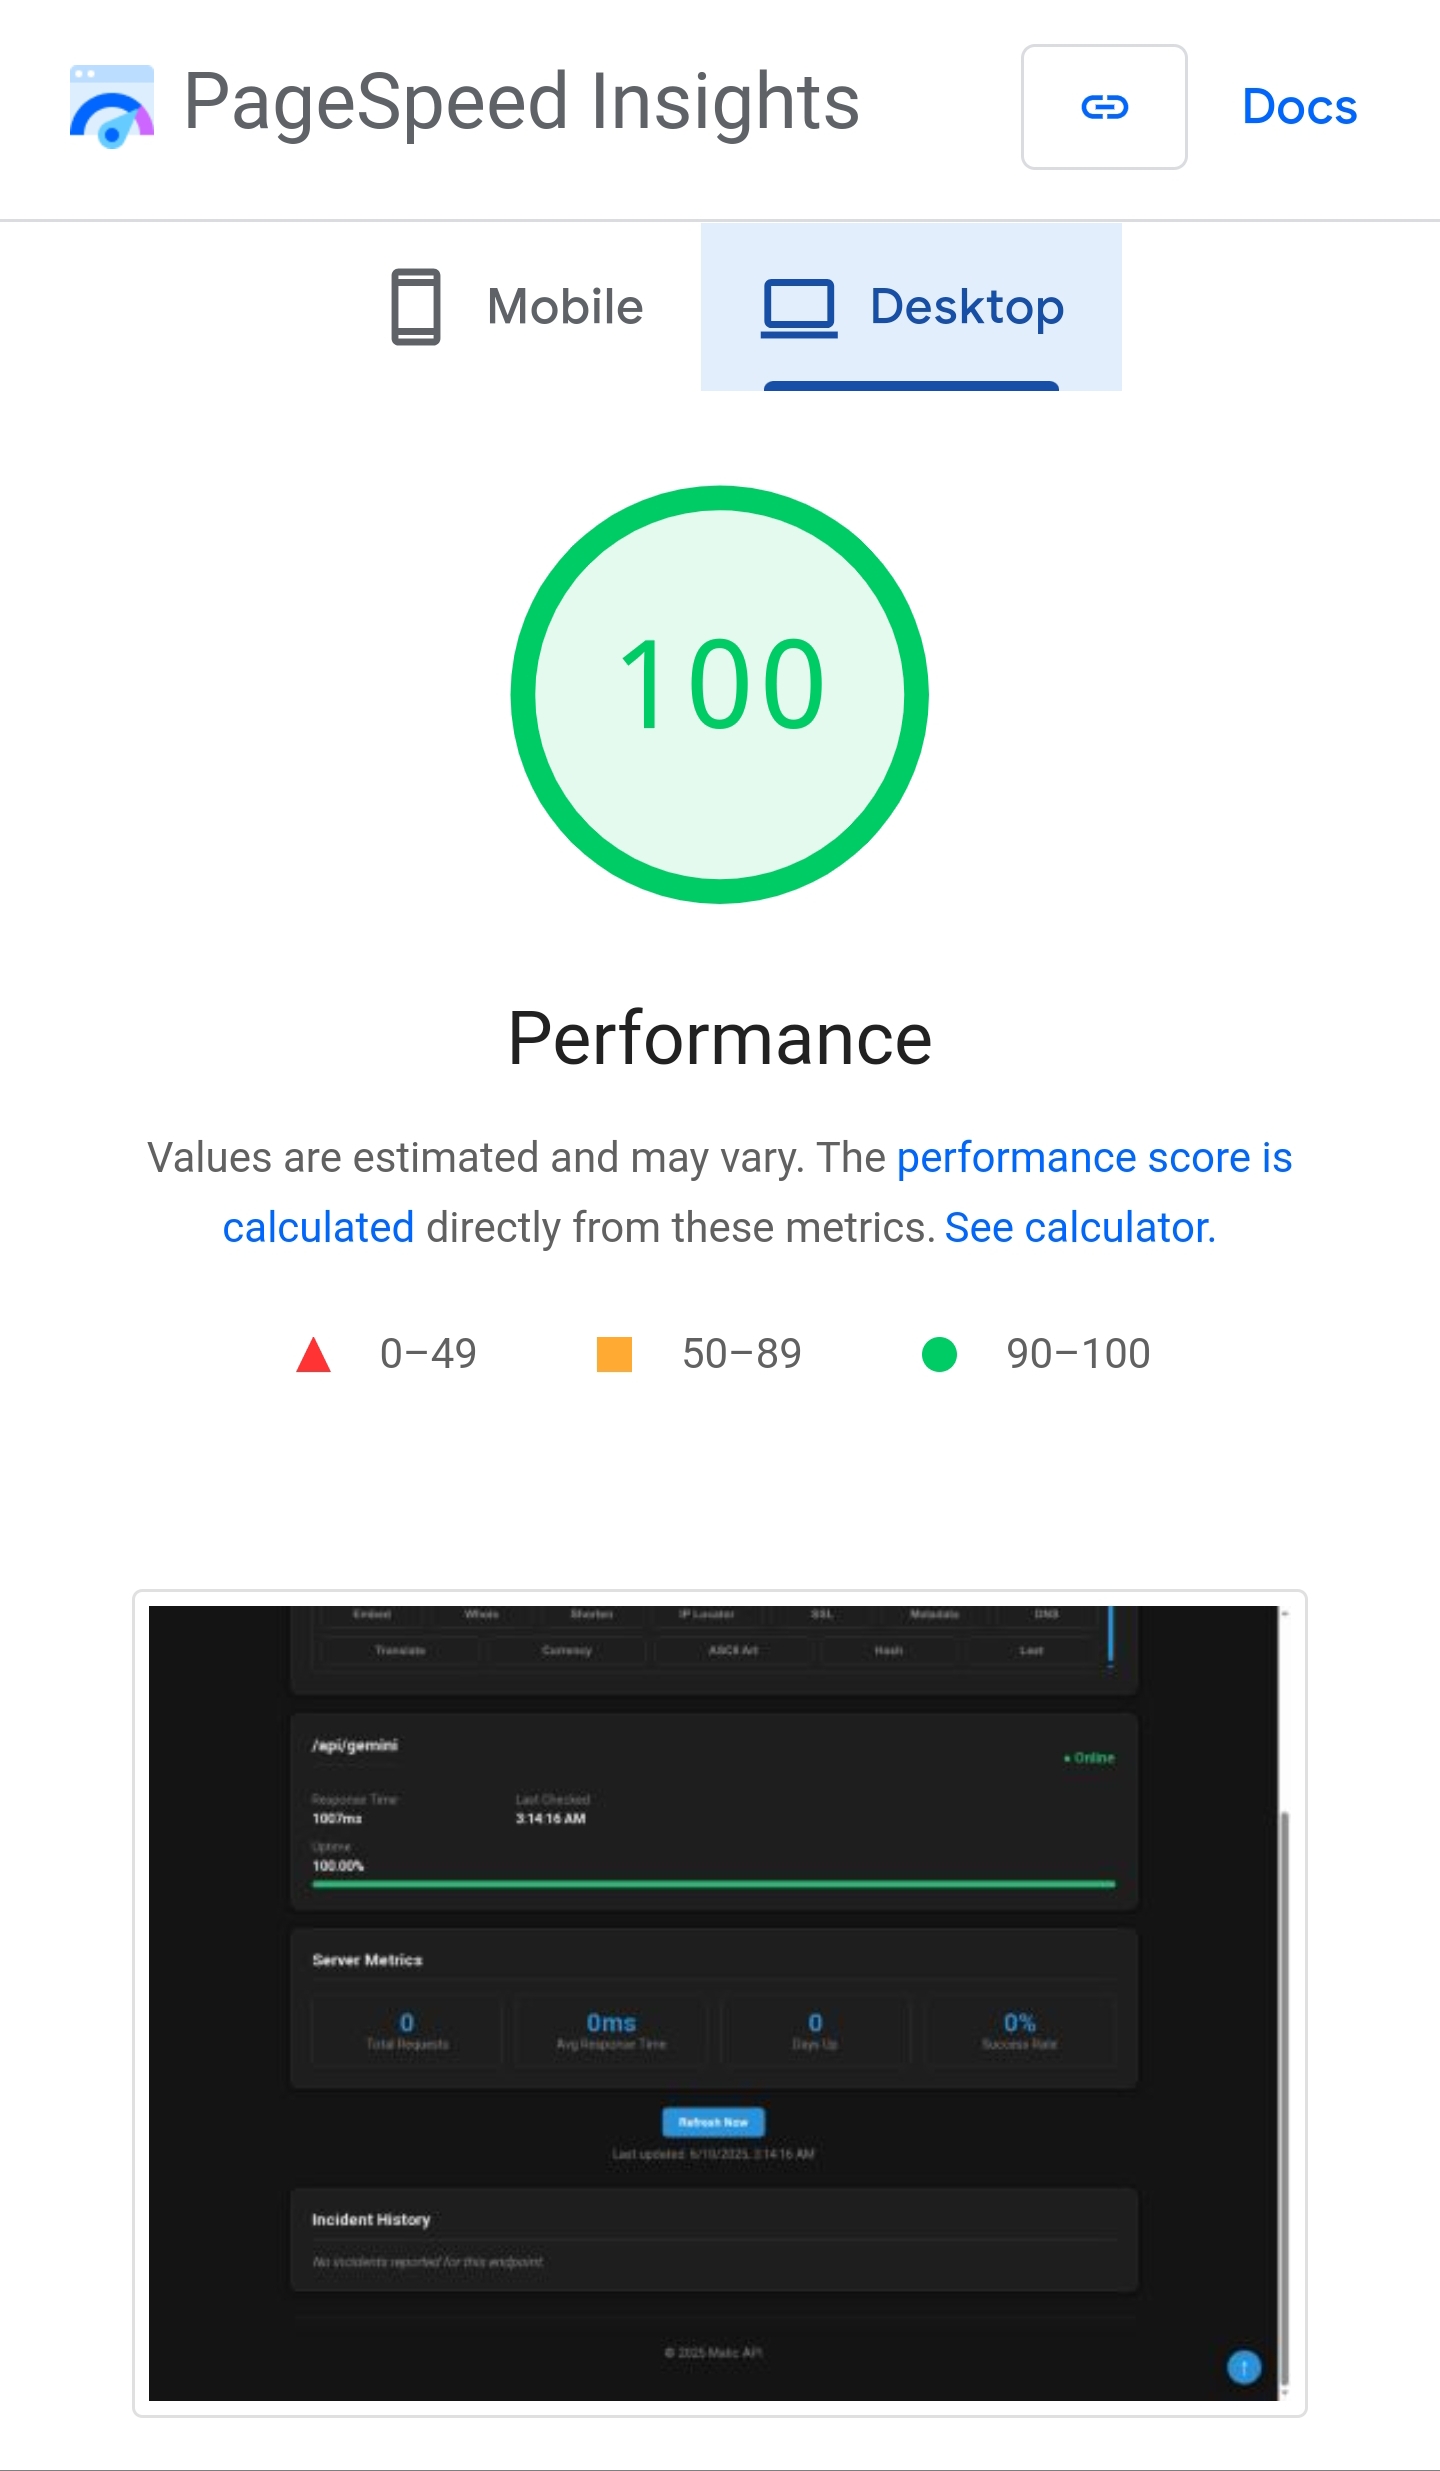 PageSpeed Insights
Docs
Mobile
Desktop
100
Performance
Values are estimated and may vary. The performance score is
calculated directly from these metrics. See calculator.
0–49
50–89
90–100
Embed Whois Shorten IP Locator SSL Metadata DNS
Translate Currency ASCII Art Hash
/api/gemini
• Online
Response Time Last Checked
1007ms 3:14:16 AM
Uptime
100.00%
Server Metrics
0 0ms 0 0%
Total Requests Avg Response Time Days Up Success Rate
Refresh Now
Last updated: 6/10/2025, 3:14:16 AM
Incident History
No incidents reported for this endpoint
© 2025 Matic API